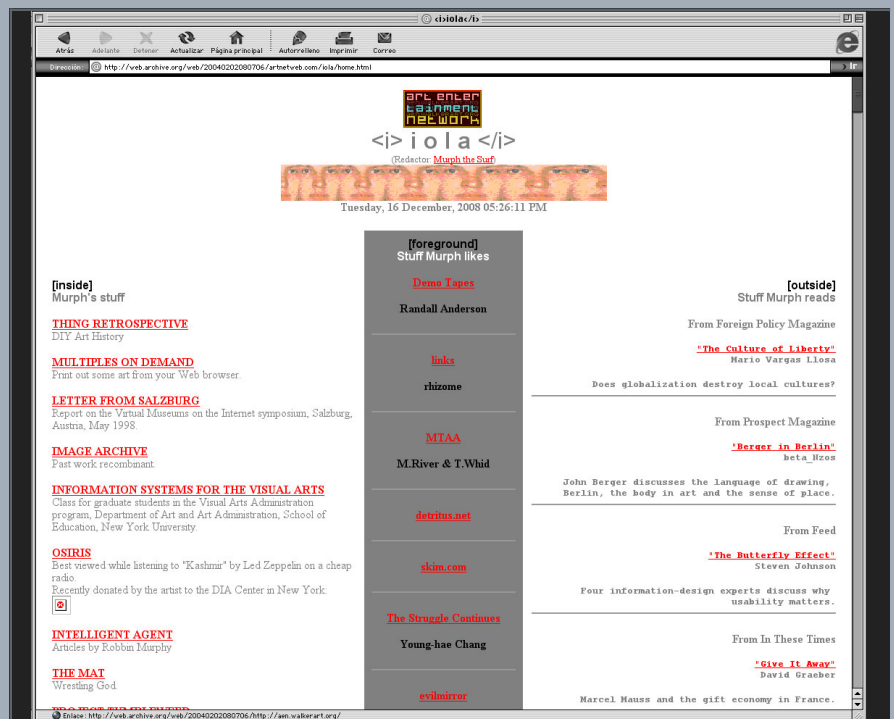 <i>iola</i>
Atrás Adelante Detener Actualizar Página principal Autorrelleno Imprimir Correo
Dirección: http://web.archive.org/web/20040202080706/artnetweb.com/iola/home.html Ir
art enter
tainment
network
<i> i o l a </i>
(Redactor: Murph the Surf)
Tuesday, 16 December, 2008 05:26:11 PM
[inside]
Murph's stuff
THING RETROSPECTIVE
DIY Art History
MULTIPLES ON DEMAND
Print out some art from your Web browser.
LETTER FROM SALZBURG
Report on the Virtual Museums on the Internet symposium, Salzburg,
Austria, May 1998.
IMAGE ARCHIVE
Past work recombinant.
INFORMATION SYSTEMS FOR THE VISUAL ARTS
Class for graduate students in the Visual Arts Administration
program, Department of Art and Art Administration, School of
Education, New York University.
OSIRIS
Best viewed while listening to "Kashmir" by Led Zeppelin on a cheap
radio.
Recently donated by the artist to the DIA Center in New York:
INTELLIGENT AGENT
Articles by Robbin Murphy
THE MAT
Wrestling God.
[foreground]
Stuff Murph likes
Demo Tapes
Randall Anderson
links
rhizome
MTAA
M.River & T.Whid
detritus.net
skim.com
The Struggle Continues
Young-hae Chang
evilmirror
[outside]
Stuff Murph reads
From Foreign Policy Magazine
"The Culture of Liberty"
Mario Vargas Llosa
Does globalization destroy local cultures?
From Prospect Magazine
'Berger in Berlin"
beta_Hzos
John Berger discusses the language of drawing,
Berlin, the body in art and the sense of place.
From Feed
'The Butterfly Effect"
Steven Johnson
Four information-design experts discuss why
usability matters.
From In These Times
"Give It Away"
David Graeber
Marcel Mauss and the gift economy in France.
Enlace: http://web.archive.org/web/20040202080706/http://aen.walkerart.org/